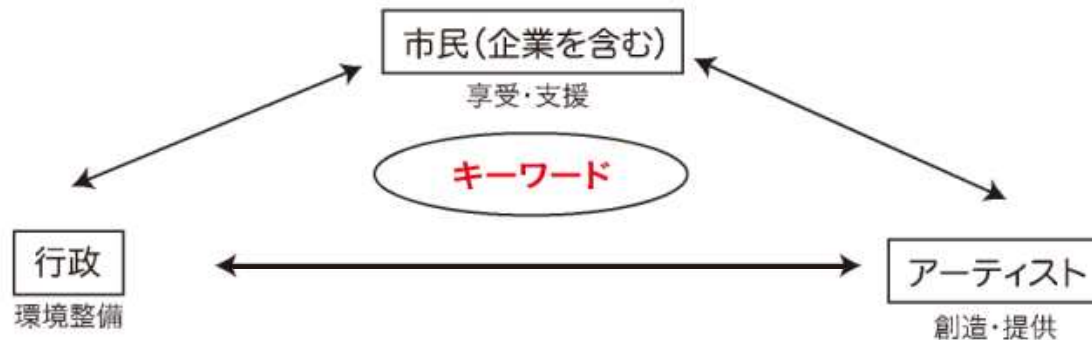 市民(企業を含む)
享受・支援
キーワード
行政
環境整備
アーティスト
創造・提供